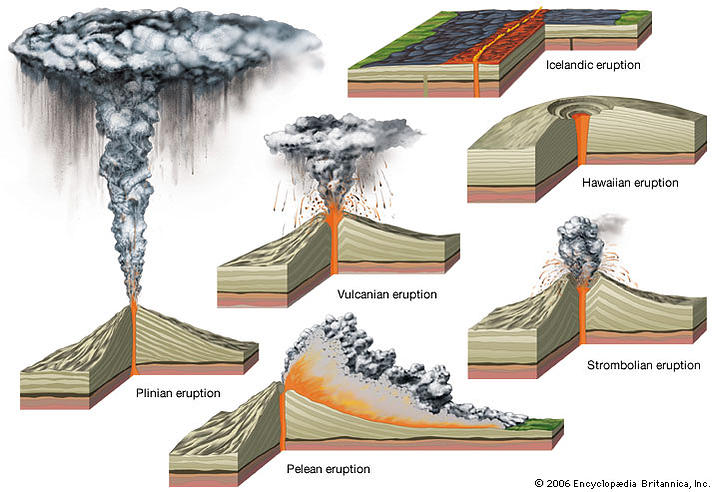 Icelandic eruption
Hawaiian eruption
Vulcanian eruption
Strombolian eruption
Plinian eruption
Pelean eruption
© 2006 Encyclopædia Britannica, Inc.